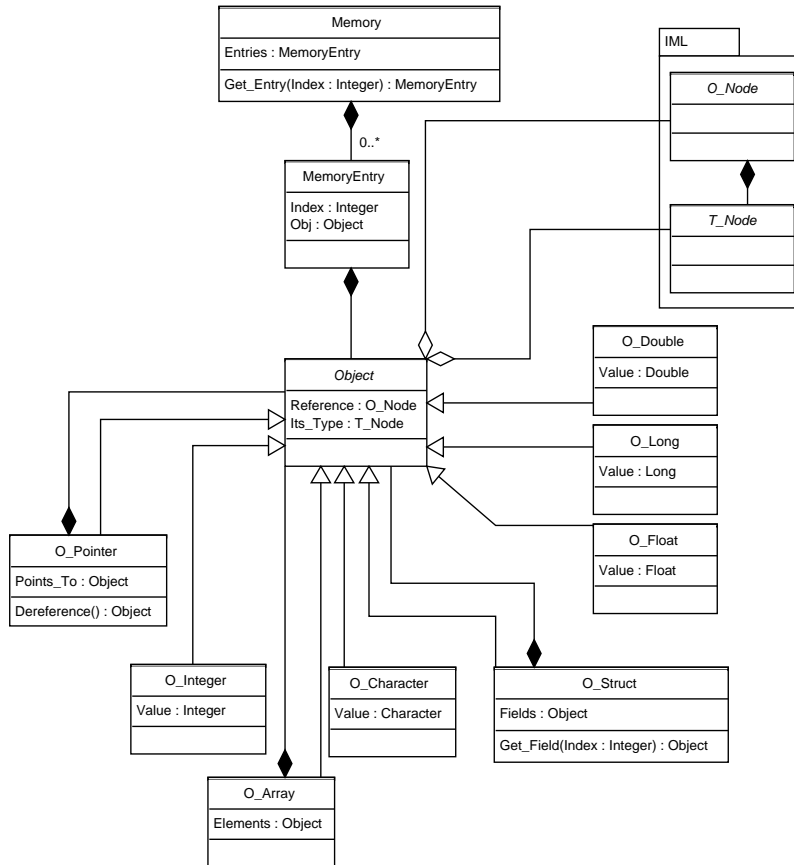 Memory
Entries : MemoryEntry
Get_Entry(Index : Integer) : MemoryEntry
IML
O_Node
0..*
MemoryEntry
Index : Integer
Obj : Object
T_Node
O_Double
Value : Double
Object
Reference : O_Node
Its_Type : T_Node
O_Long
Value : Long
O_Float
Value : Float
O_Pointer
Points_To : Object
Dereference() : Object
O_Integer
Value : Integer
O_Character
Value : Character
O_Struct
Fields : Object
Get_Field(Index : Integer) : Object
O_Array
Elements : Object